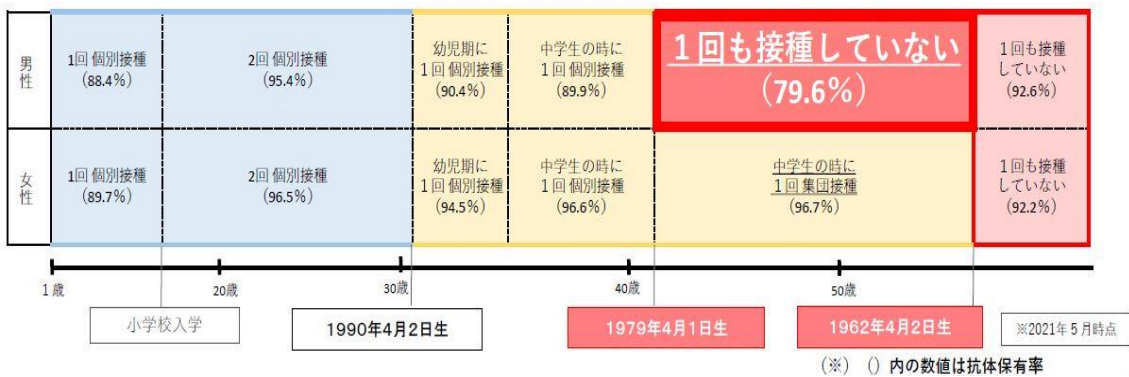 男性
1回 個別接種
(88.4%)
2回 個別接種
(95.4%)
幼児期に
1回 個別接種
(90.4%)
中学生の時に
1回 個別接種
(89.9%)
1回も接種していない
(79.6%)
1回も接種
していない
(92.6%)
女性
1回 個別接種
(89.7%)
2回 個別接種
(96.5%)
幼児期に
1回 個別接種
(94.5%)
中学生の時に
1回 個別接種
(96.6%)
中学生の時に
1回 集団接種
(96.7%)
1回も接種
していない
(92.2%)
1歳
20歳
30歳
40歳
50歳
小学校入学
1990年4月2日生
1979年4月1日生
1962年4月2日生
※2021年5月時点
(※) () 内の数値は抗体保有率